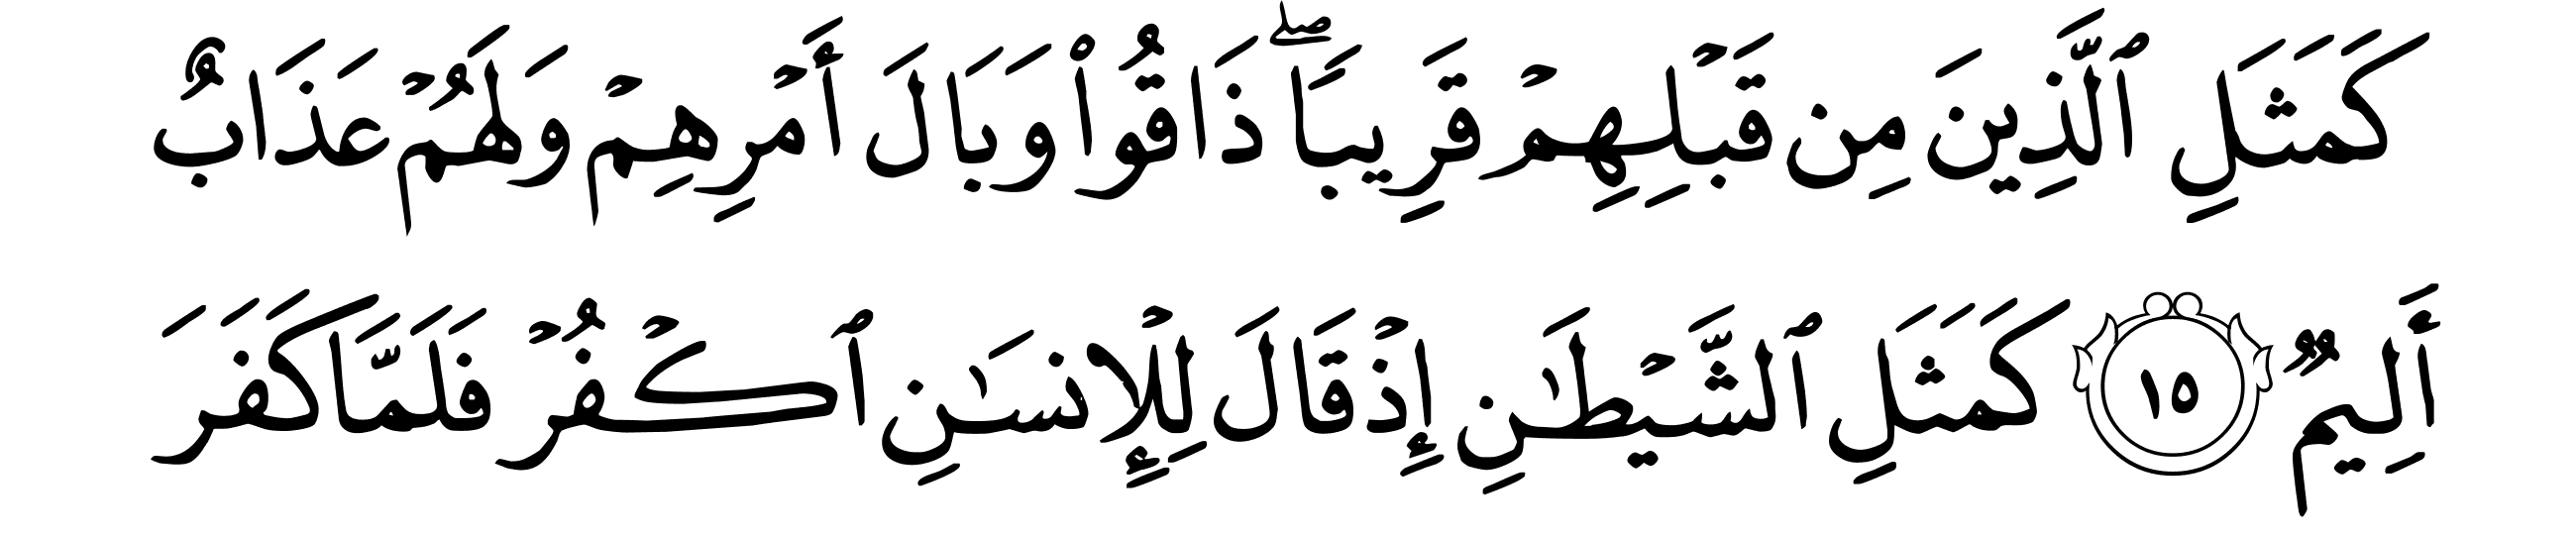 كَمَثَلِ ٱلَّذِينَ مِن قَبۡلِهِمۡ قَرِيبٗاۖ ذَاقُواْ وَبَالَ أَمۡرِهِمۡ وَلَهُمۡ عَذَابٌ
أَلِيمٞ ١٥ كَمَثَلِ ٱلشَّيۡطَٰنِ إِذۡ قَالَ لِلۡإِنسَٰنِ ٱكۡفُرۡ فَلَمَّا كَفَرَ